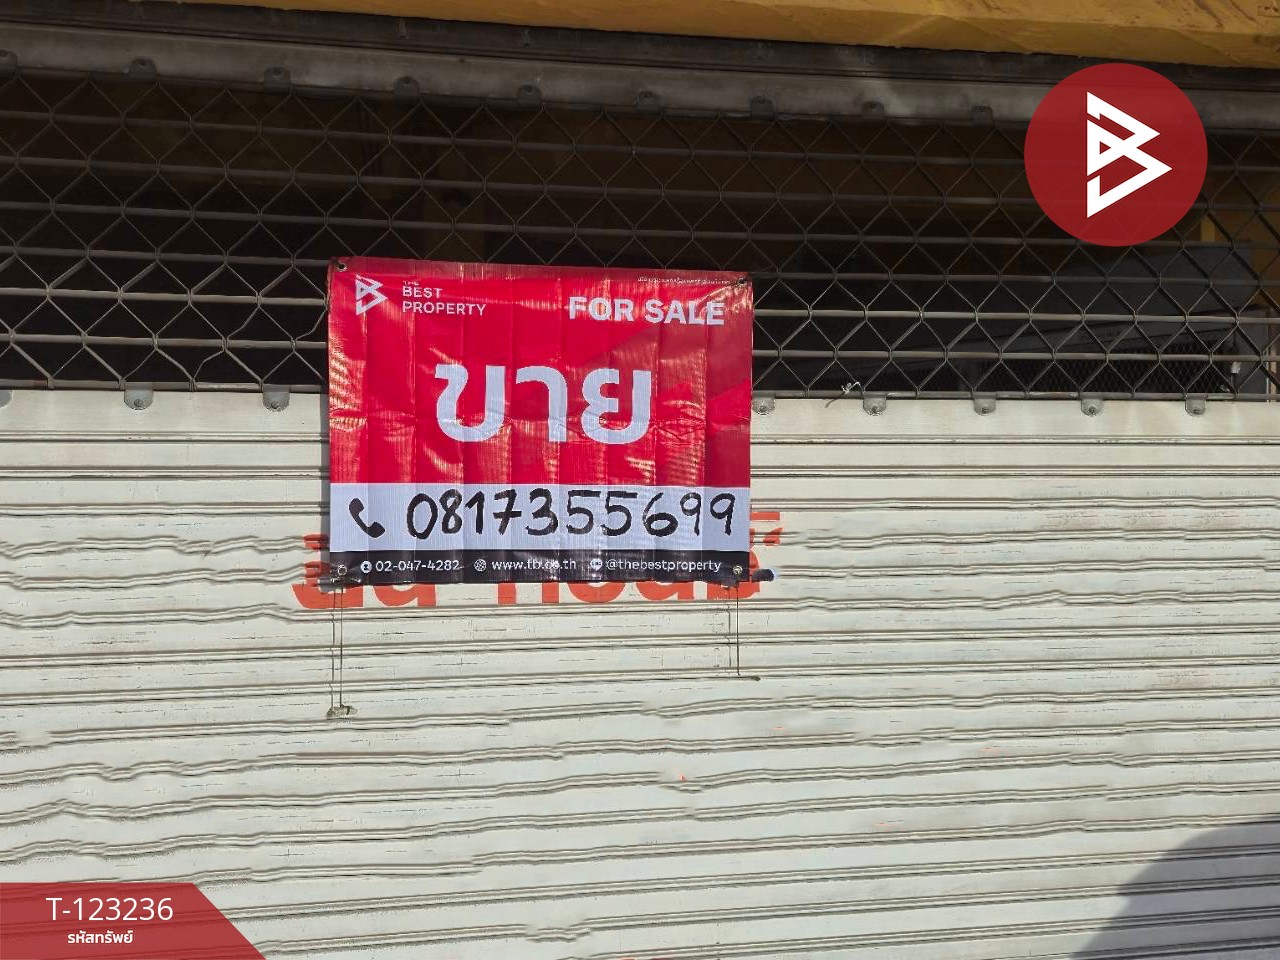 BEST
PROPERTY
FOR SALE
ขาย
0817355699
02-047-4282 www.tb.co.th @thebestproperty
T-123236
รหัสทรัพย์